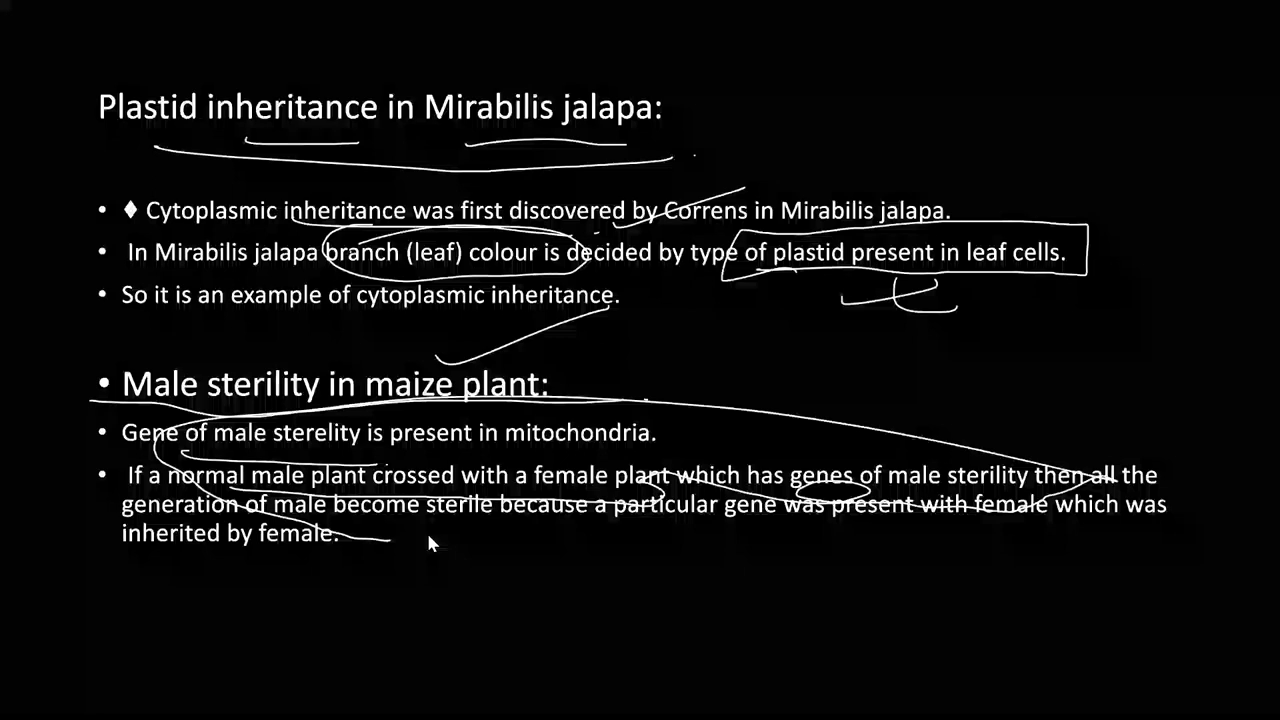 Plastid inheritance in Mirabilis jalapa:
• ♦ Cytoplasmic inheritance was first discovered by Correns in Mirabilis jalapa.
• In Mirabilis jalapa branch (leaf) colour is decided by type of plastid present in leaf cells.
• So it is an example of cytoplasmic inheritance.
• Male sterility in maize plant:
• Gene of male sterelity is present in mitochondria.
• If a normal male plant crossed with a female plant which has genes of male sterility then all the
generation of male become sterile because a particular gene was present with female which was
inherited by female.